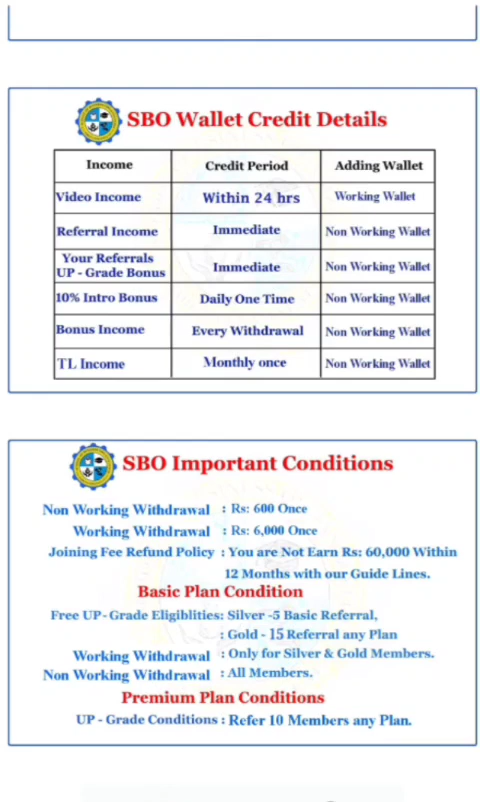 SBO Wallet Credit Details
Income Credit Period Adding Wallet
Video Income Within 24 hrs Working Wallet
Referral Income Immediate Non Working Wallet
Your Referrals
UP - Grade Bonus Immediate Non Working Wallet
10% Intro Bonus Daily One Time Non Working Wallet
Bonus Income Every Withdrawal Non Working Wallet
TL Income Monthly once Non Working Wallet
SBO Important Conditions
Non Working Withdrawal : Rs: 600 Once
Working Withdrawal : Rs: 6,000 Once
Joining Fee Refund Policy : You are Not Earn Rs: 60,000 Within
12 Months with our Guide Lines.
Basic Plan Condition
Free UP - Grade Eligiblities: Silver -5 Basic Referral,
: Gold - 15 Referral any Plan
Working Withdrawal : Only for Silver & Gold Members.
Non Working Withdrawal : All Members.
Premium Plan Conditions
UP - Grade Conditions : Refer 10 Members any Plan.